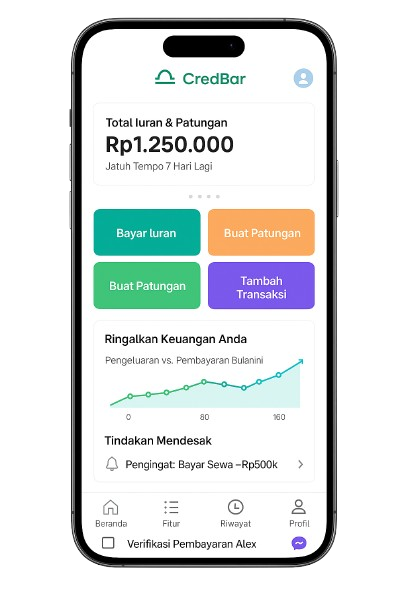 CredBar
Total Iuran & Patungan
Rp1.250.000
Jatuh Tempo 7 Hari Lagi
Bayar Iuran
Buat Patungan
Buat Patungan
Tambah
Transaksi
Ringalkan Keuangan Anda
Pengeluaran vs. Pembayaran Bulanini
0 80 160
Tindakan Mendesak
Pengingat: Bayar Sewa –Rp500k
Beranda Fitur Riwayat Profil
Verifikasi Pembayaran Alex